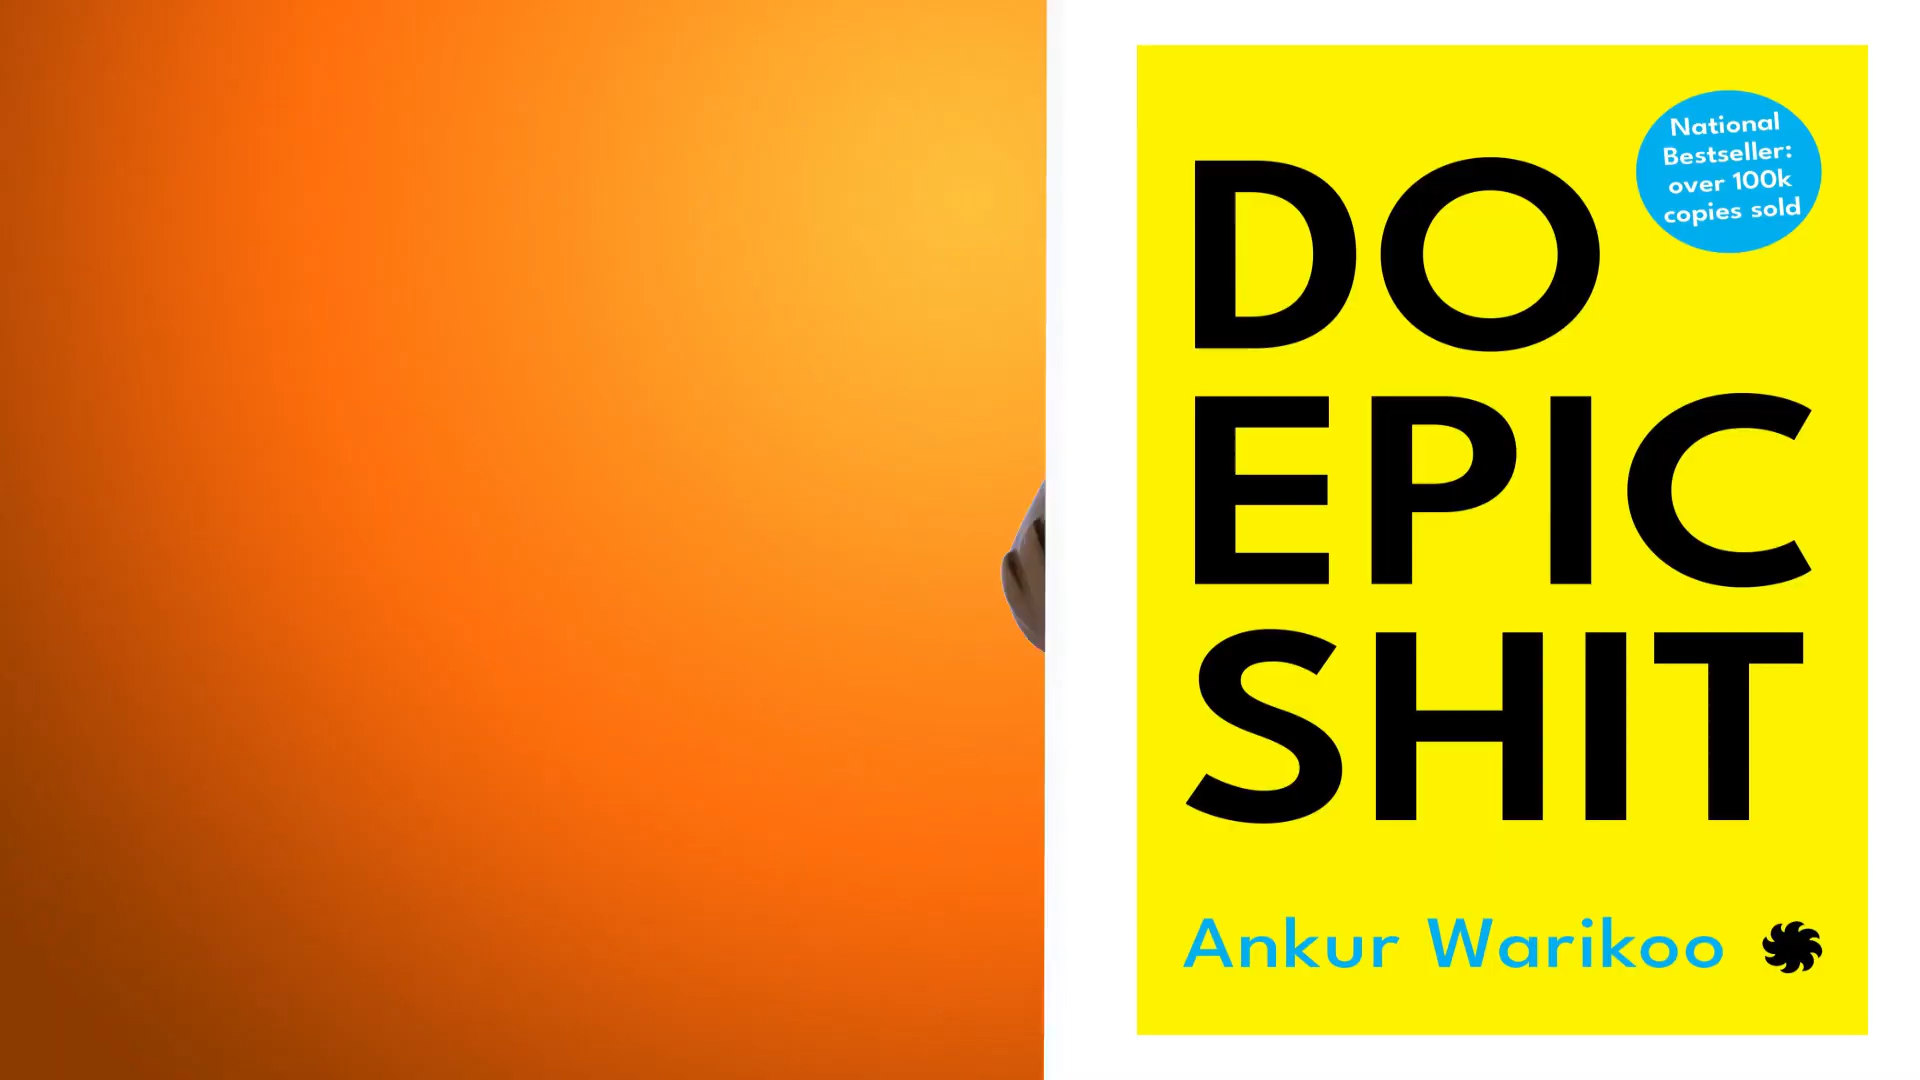 National
Bestseller:
over 100k
copies sold
DO
EPIC
SHIT
Ankur Warikoo